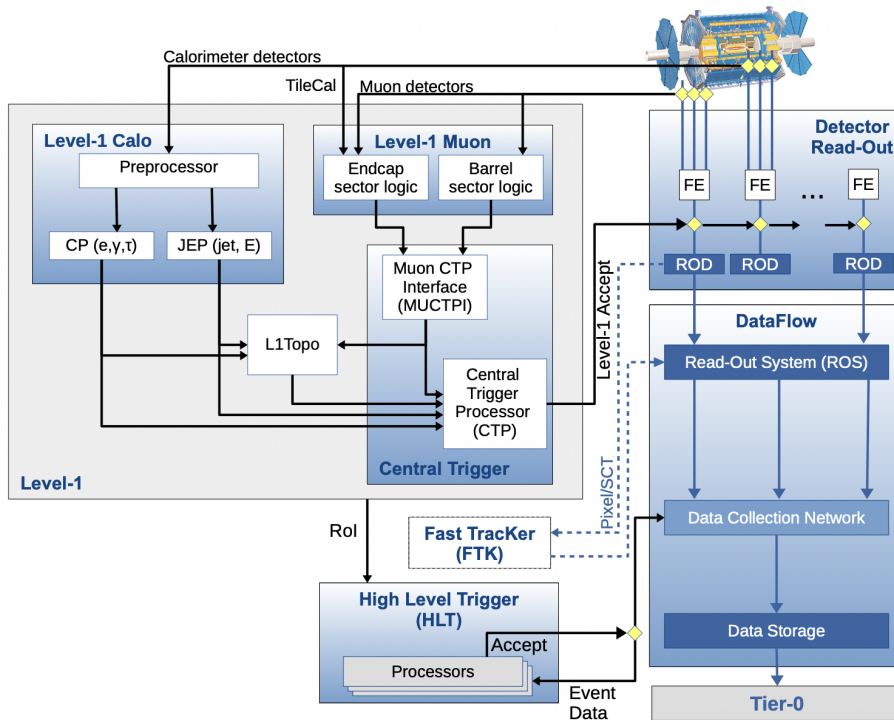 Calorimeter detectors
TileCal
Muon detectors
Level-1 Calo
Preprocessor
CP (e,γ,τ)
JEP (jet, E)
Level-1 Muon
Endcap
sector logic
Barrel
sector logic
Muon CTP
Interface
(MUCTPI)
L1Topo
Central
Trigger
Processor
(CTP)
Central Trigger
Level-1
Level-1 Accept
Detector
Read-Out
FE
FE
...
FE
ROD
ROD
ROD
DataFlow
Read-Out System (ROS)
Pixel/SCT
Data Collection Network
RoI
Fast TracKer
(FTK)
High Level Trigger
(HLT)
Accept
Processors
Event
Data
Data Storage
Tier-0